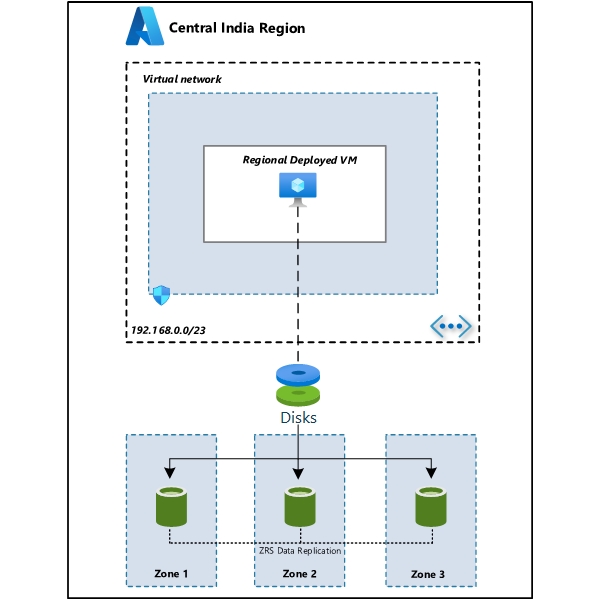 Central India Region
Virtual network
Regional Deployed VM
192.168.0.0/23
Disks
ZRS Data Replication
Zone 1
Zone 2
Zone 3